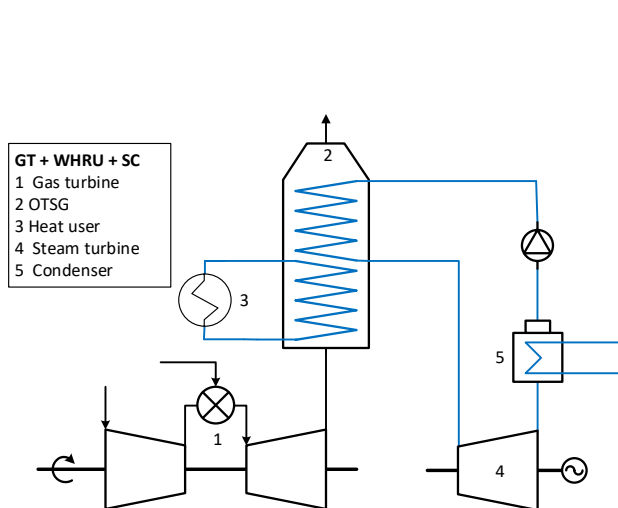 GT + WHRU + SC
1 Gas turbine
2 OTSG
3 Heat user
4 Steam turbine
5 Condenser
2
3
5
1
4